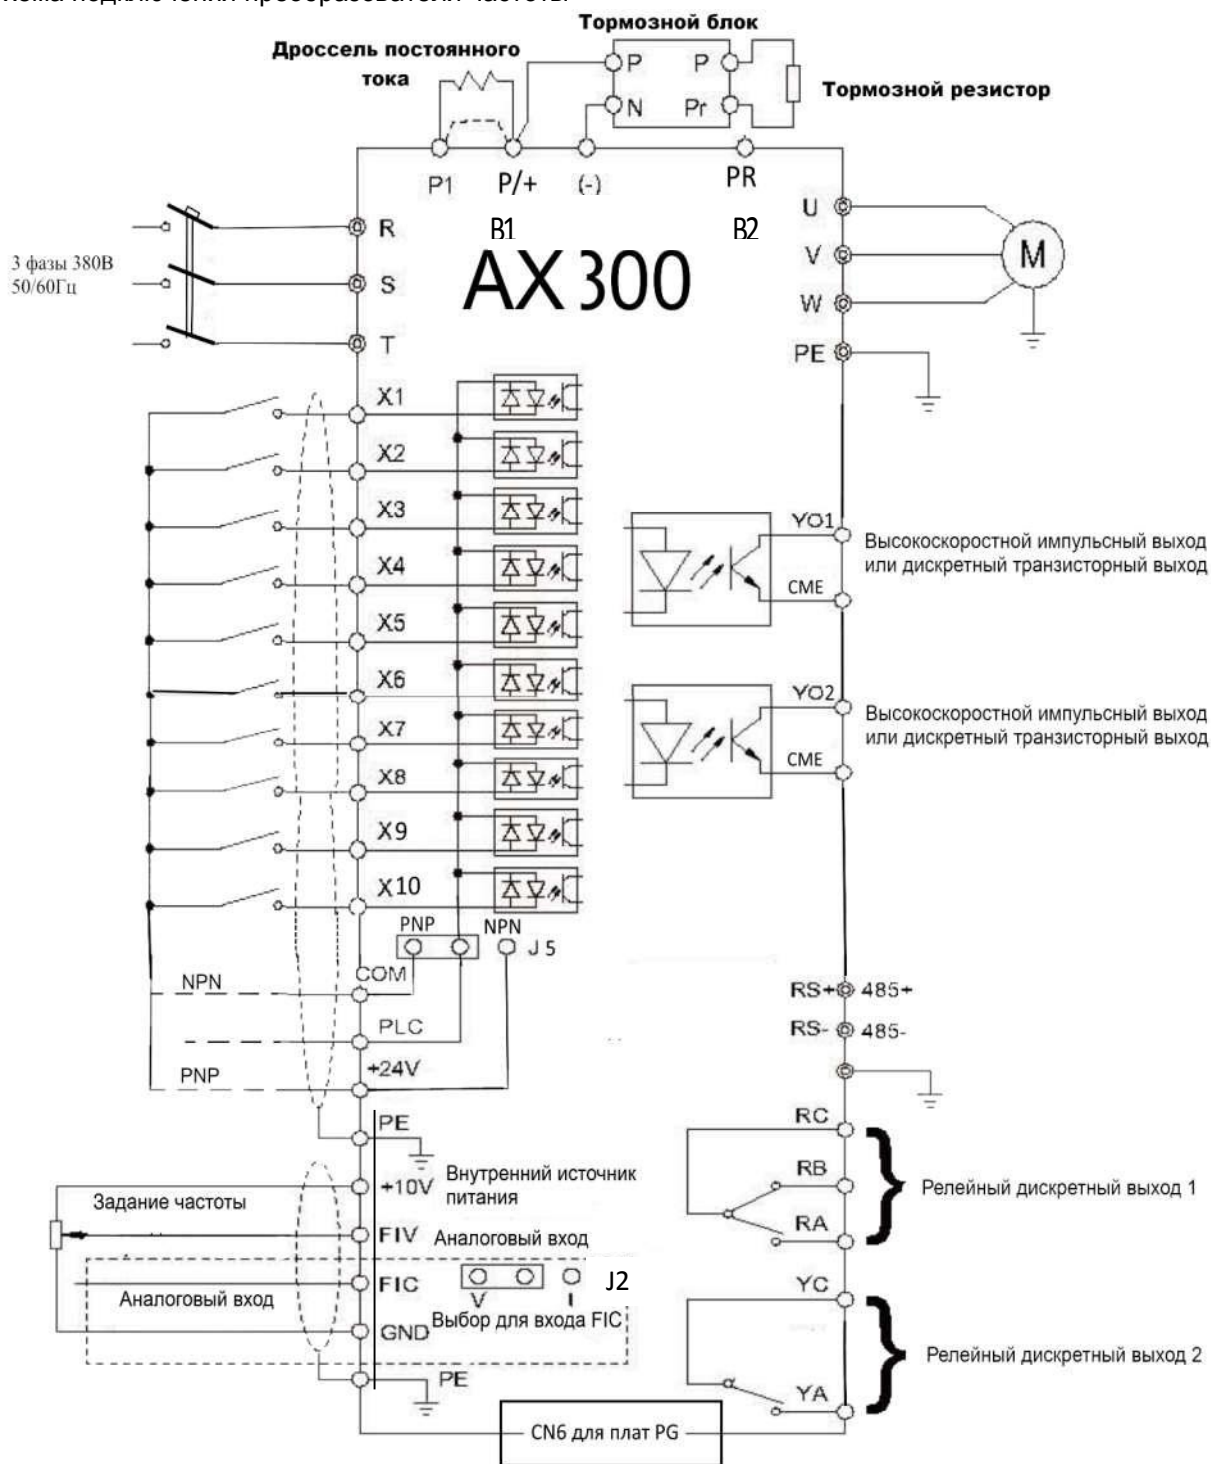 Тормозной блок
Дроссель постоянного
тока
P P
N Pr
Тормозной резистор
P1 P/+ (-) PR
B1 B2
AX300
3 фазы 380В
50/60Гц
R
S
T
U
V
W
PE
M
X1
X2
X3
X4
X5
X6
X7
X8
X9
X10
YO1
CME
Высокоскоростной импульсный выход
или дискретный транзисторный выход
YO2
CME
Высокоскоростной импульсный выход
или дискретный транзисторный выход
PNP NPN
J5
COM
NPN
PLC
+24V
PNP
PE
RS+ 485+
RS- 485-
+10V
Внутренний источник
питания
Задание частоты
FIV
Аналоговый вход
FIC
Аналоговый вход
V I J2
Выбор для входа FIC
GND
PE
RC
RB
RA
Релейный дискретный выход 1
YC
YA
Релейный дискретный выход 2
CN6 для плат PG